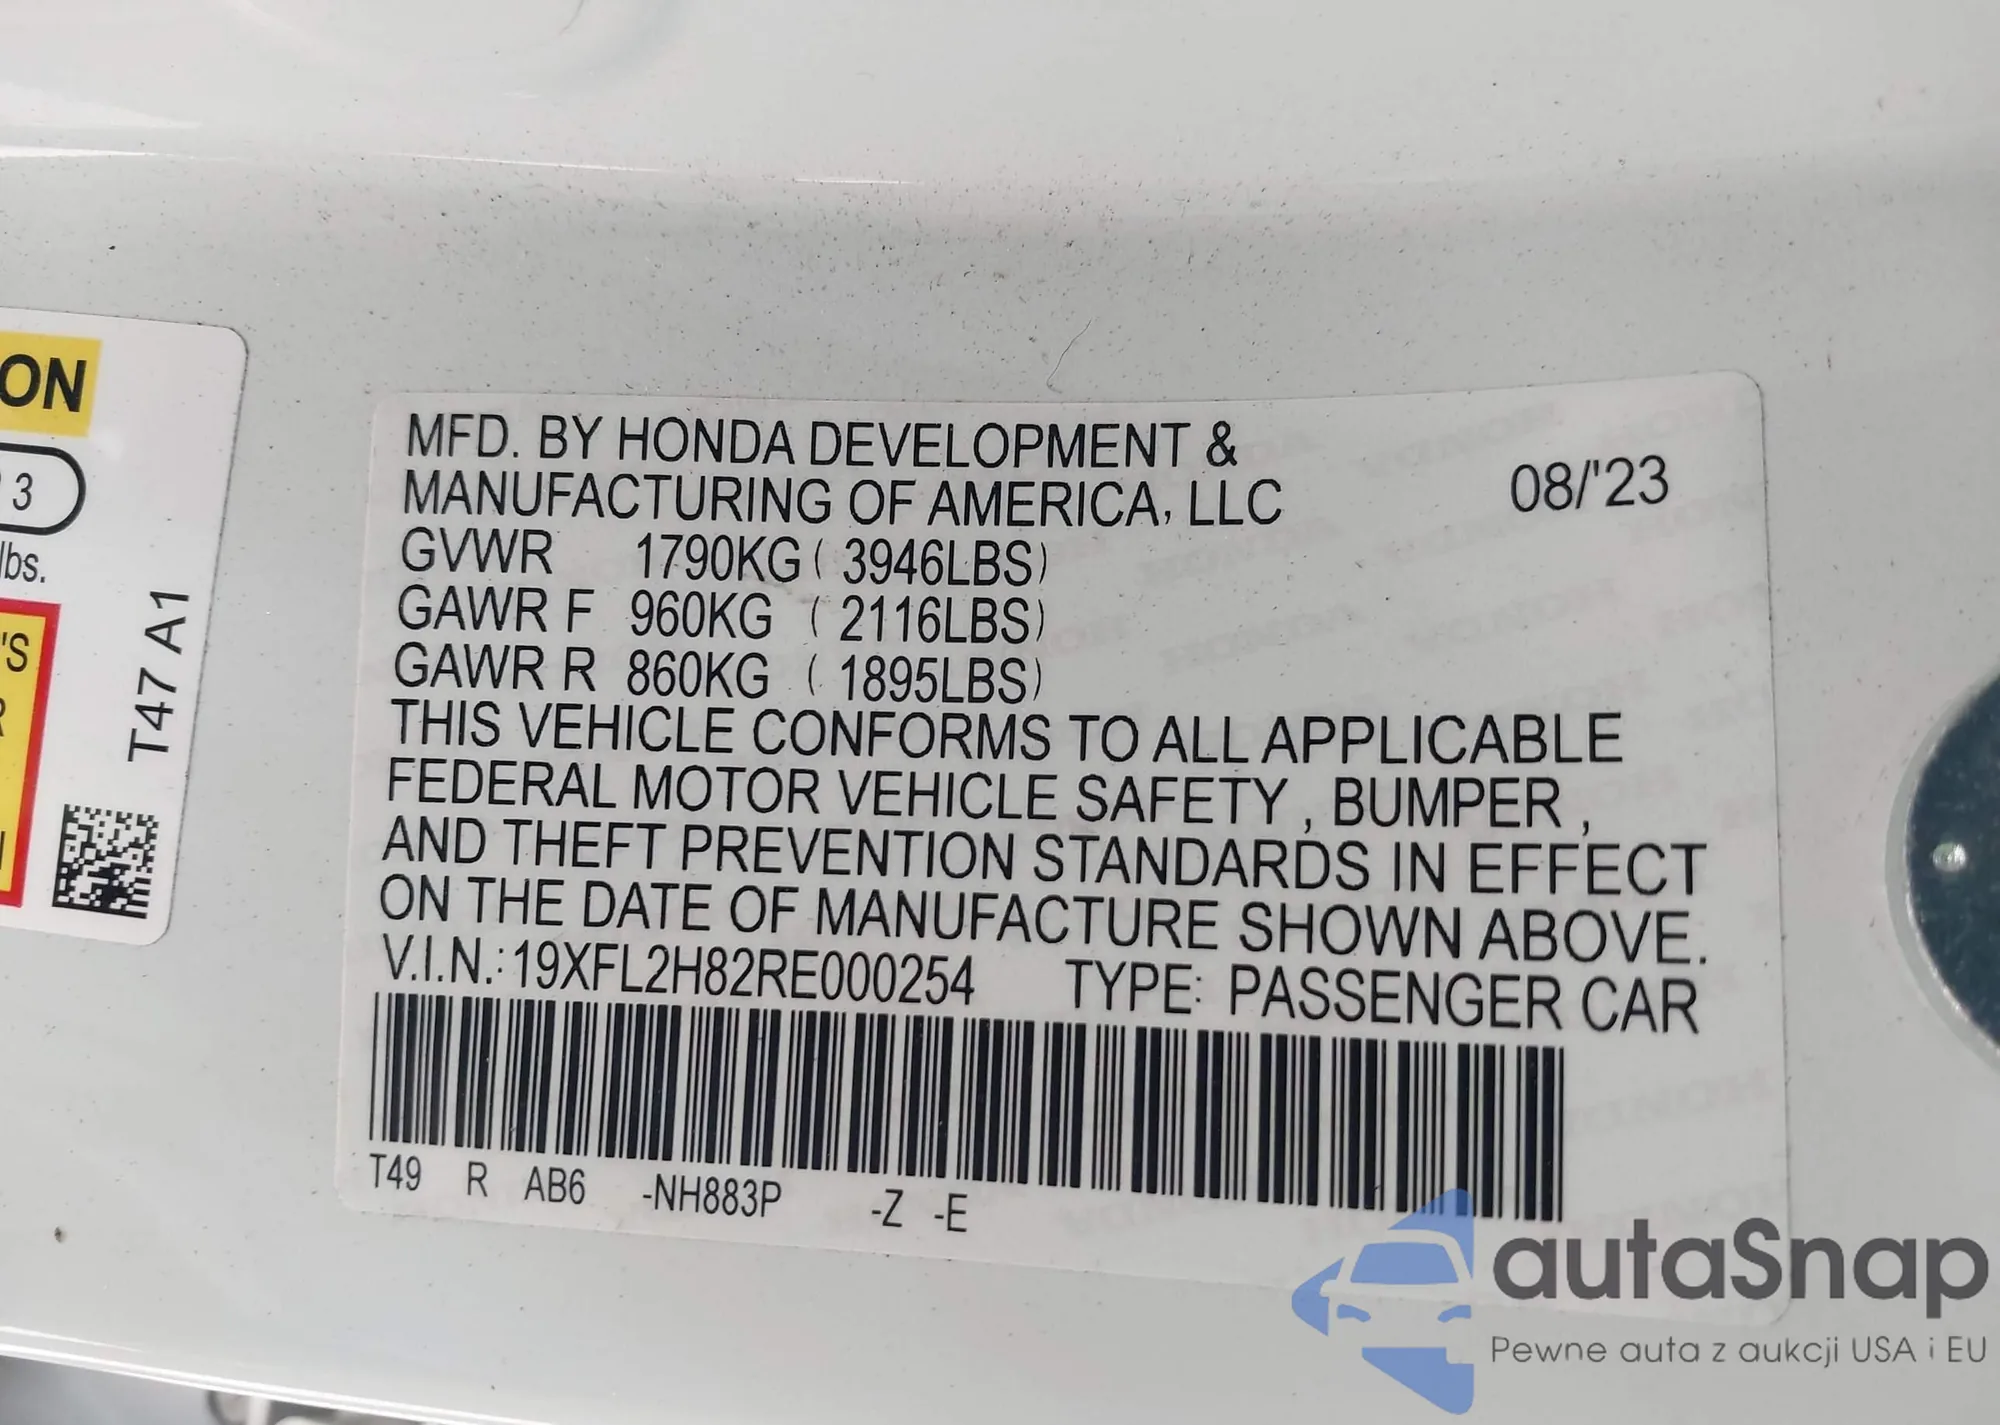 ON
3
lbs.
'S
R
T47 A1
MFD. BY HONDA DEVELOPMENT &
MANUFACTURING OF AMERICA, LLC
08/'23
GVWR 1790KG ( 3946LBS)
GAWR F 960KG ( 2116LBS)
GAWR R 860KG ( 1895LBS)
THIS VEHICLE CONFORMS TO ALL APPLICABLE
FEDERAL MOTOR VEHICLE SAFETY , BUMPER ,
AND THEFT PREVENTION STANDARDS IN EFFECT
ON THE DATE OF MANUFACTURE SHOWN ABOVE.
V.I.N.: 19XFL2H82RE000254 TYPE: PASSENGER CAR
T49 R AB6 -NH883P -Z -E
autaSnap
Pewne auta z aukcji USA i EU